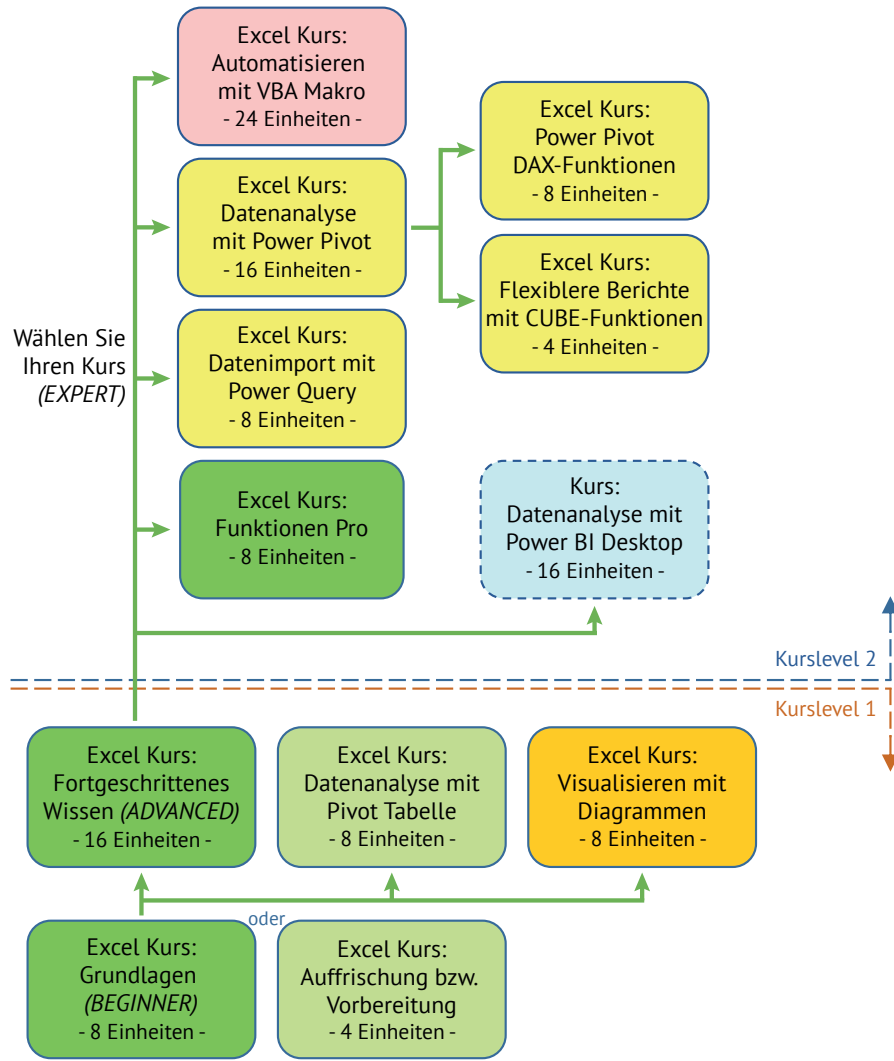 Excel Kurs:
Automatisieren
mit VBA Makro
- 24 Einheiten -
Excel Kurs:
Power Pivot
DAX-Funktionen
- 8 Einheiten -
Excel Kurs:
Datenanalyse
mit Power Pivot
- 16 Einheiten -
Excel Kurs:
Flexiblere Berichte
mit CUBE-Funktionen
- 4 Einheiten -
Wählen Sie
Ihren Kurs
(EXPERT)
Excel Kurs:
Datenimport mit
Power Query
- 8 Einheiten -
Excel Kurs:
Funktionen Pro
- 8 Einheiten -
Kurs:
Datenanalyse mit
Power BI Desktop
- 16 Einheiten -
Kurslevel 2
Kurslevel 1
Excel Kurs:
Fortgeschrittenes
Wissen (ADVANCED)
- 16 Einheiten -
Excel Kurs:
Datenanalyse mit
Pivot Tabelle
- 8 Einheiten -
Excel Kurs:
Visualisieren mit
Diagrammen
- 8 Einheiten -
oder
Excel Kurs:
Grundlagen
(BEGINNER)
- 8 Einheiten -
Excel Kurs:
Auffrischung bzw.
Vorbereitung
- 4 Einheiten -